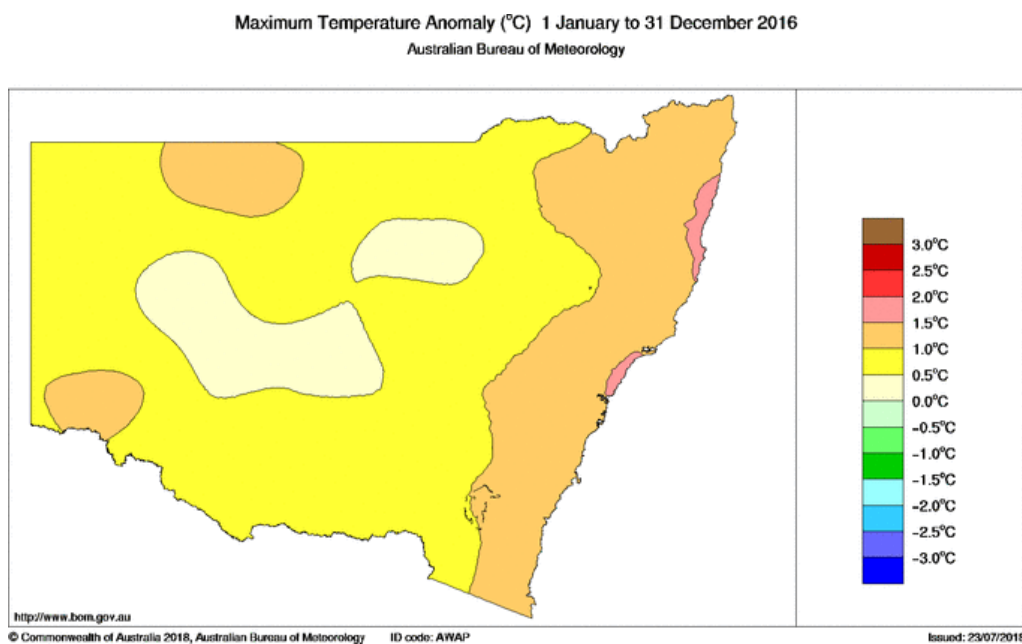 Maximum Temperature Anomaly (°C) 1 January to 31 December 2016
Australian Bureau of Meteorology
3.0°C
2.5°C
2.0°C
1.5°C
1.0°C
0.5°C
0.0°C
-0.5°C
-1.0°C
-1.5°C
-2.0°C
-2.5°C
-3.0°C
http://www.bom.gov.au
© Commonwealth of Australia 2018, Australian Bureau of Meteorology ID code: AWAP Issued: 23/07/2018